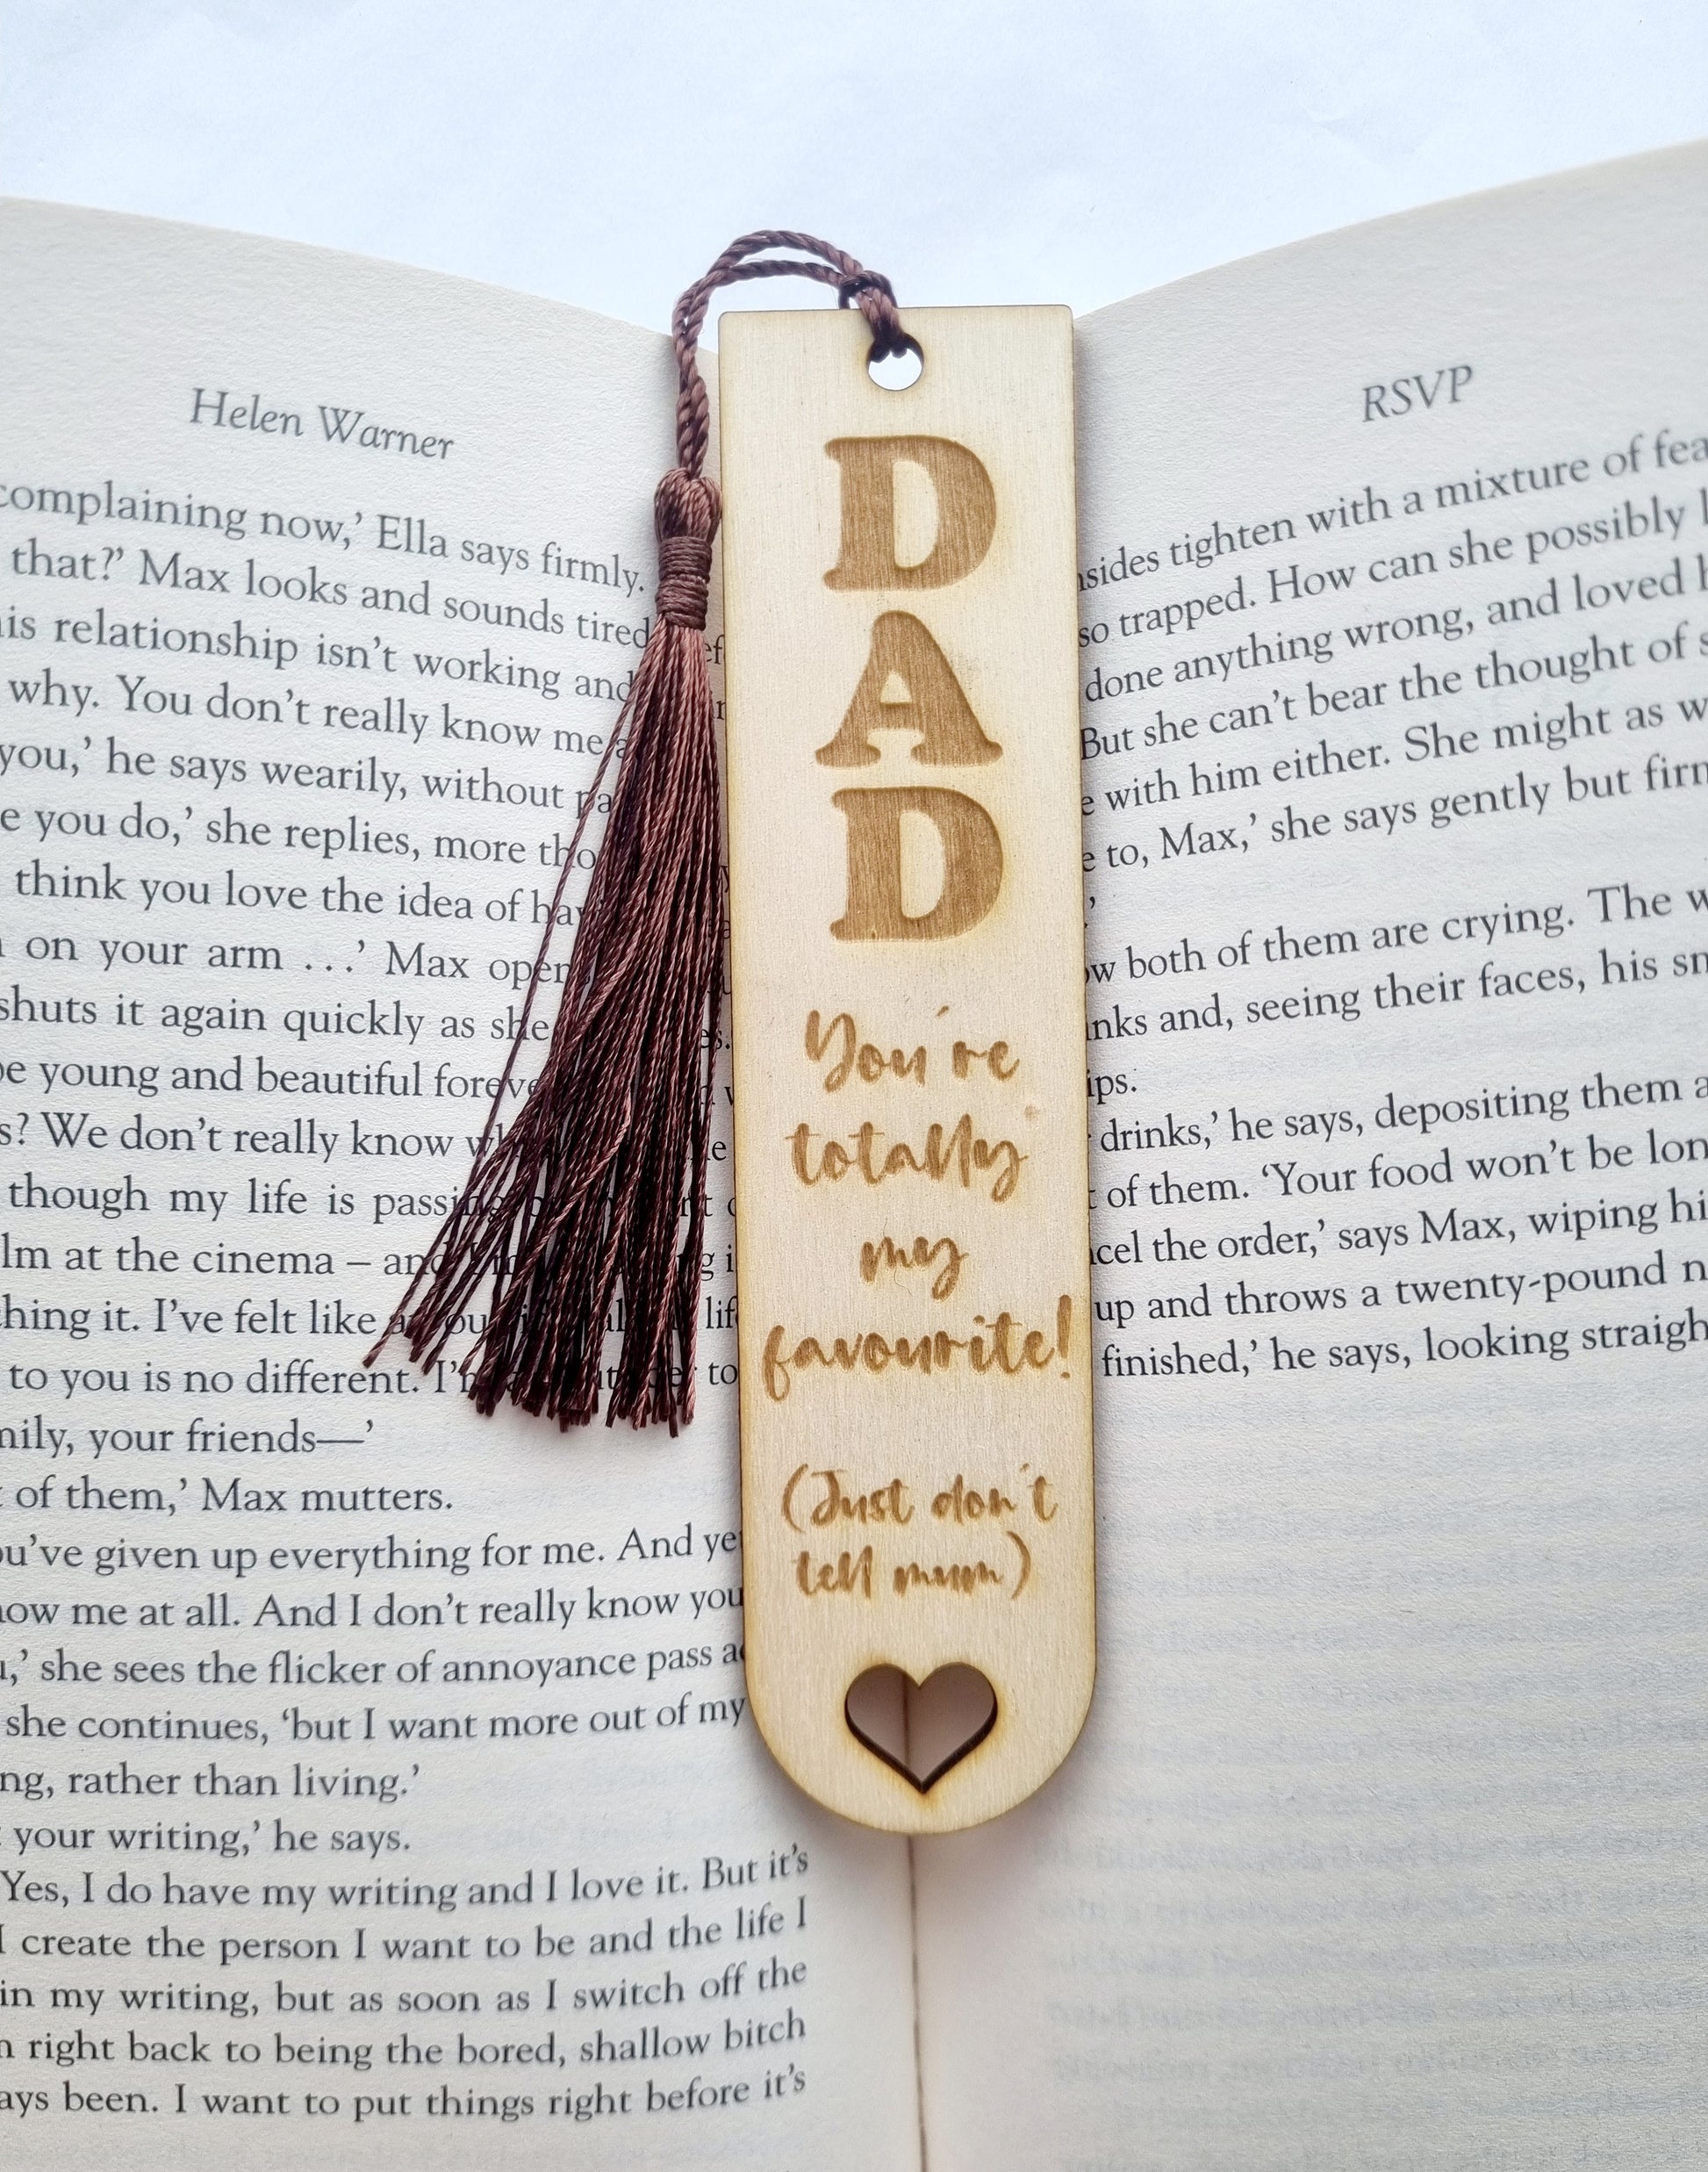 Helen Warner
complaining now,’ Ella says firmly.
that?’ Max looks and sounds tired
relationship isn’t working and
why. You don’t really know me
you,’ he says wearily, without
you do,’ she replies, more
think you love the idea of
on your arm …’ Max
shuts it again quickly as she
young and beautiful
? We don’t really know
though my life is
at the cinema – and
it. I’ve felt like
to you is no different. I’m
your friends—’
of them,’ Max mutters.
given up everything for me. And
me at all. And I don’t really know you
she sees the flicker of annoyance pass
she continues, ‘but I want more out of my
rather than living.’
your writing,’ he says.
Yes, I do have my writing and I love it. But it’s
I create the person I want to be and the life I
in my writing, but as soon as I switch off the
right back to being the bored, shallow bitch
been. I want to put things right before it’s
DAD
You're
totally
my
favourite!
(Just don't
tell mum)
RSVP
tighten with a mixture of
so trapped. How can she possibly
done anything wrong, and loved
But she can’t bear the thought of
with him either. She might as
to, Max,’ she says gently but
both of them are crying. The
and, seeing their faces, his
drinks,’ he says, depositing them
of them. ‘Your food won’t be
the order,’ says Max, wiping
up and throws a twenty-pound
finished,’ he says, looking